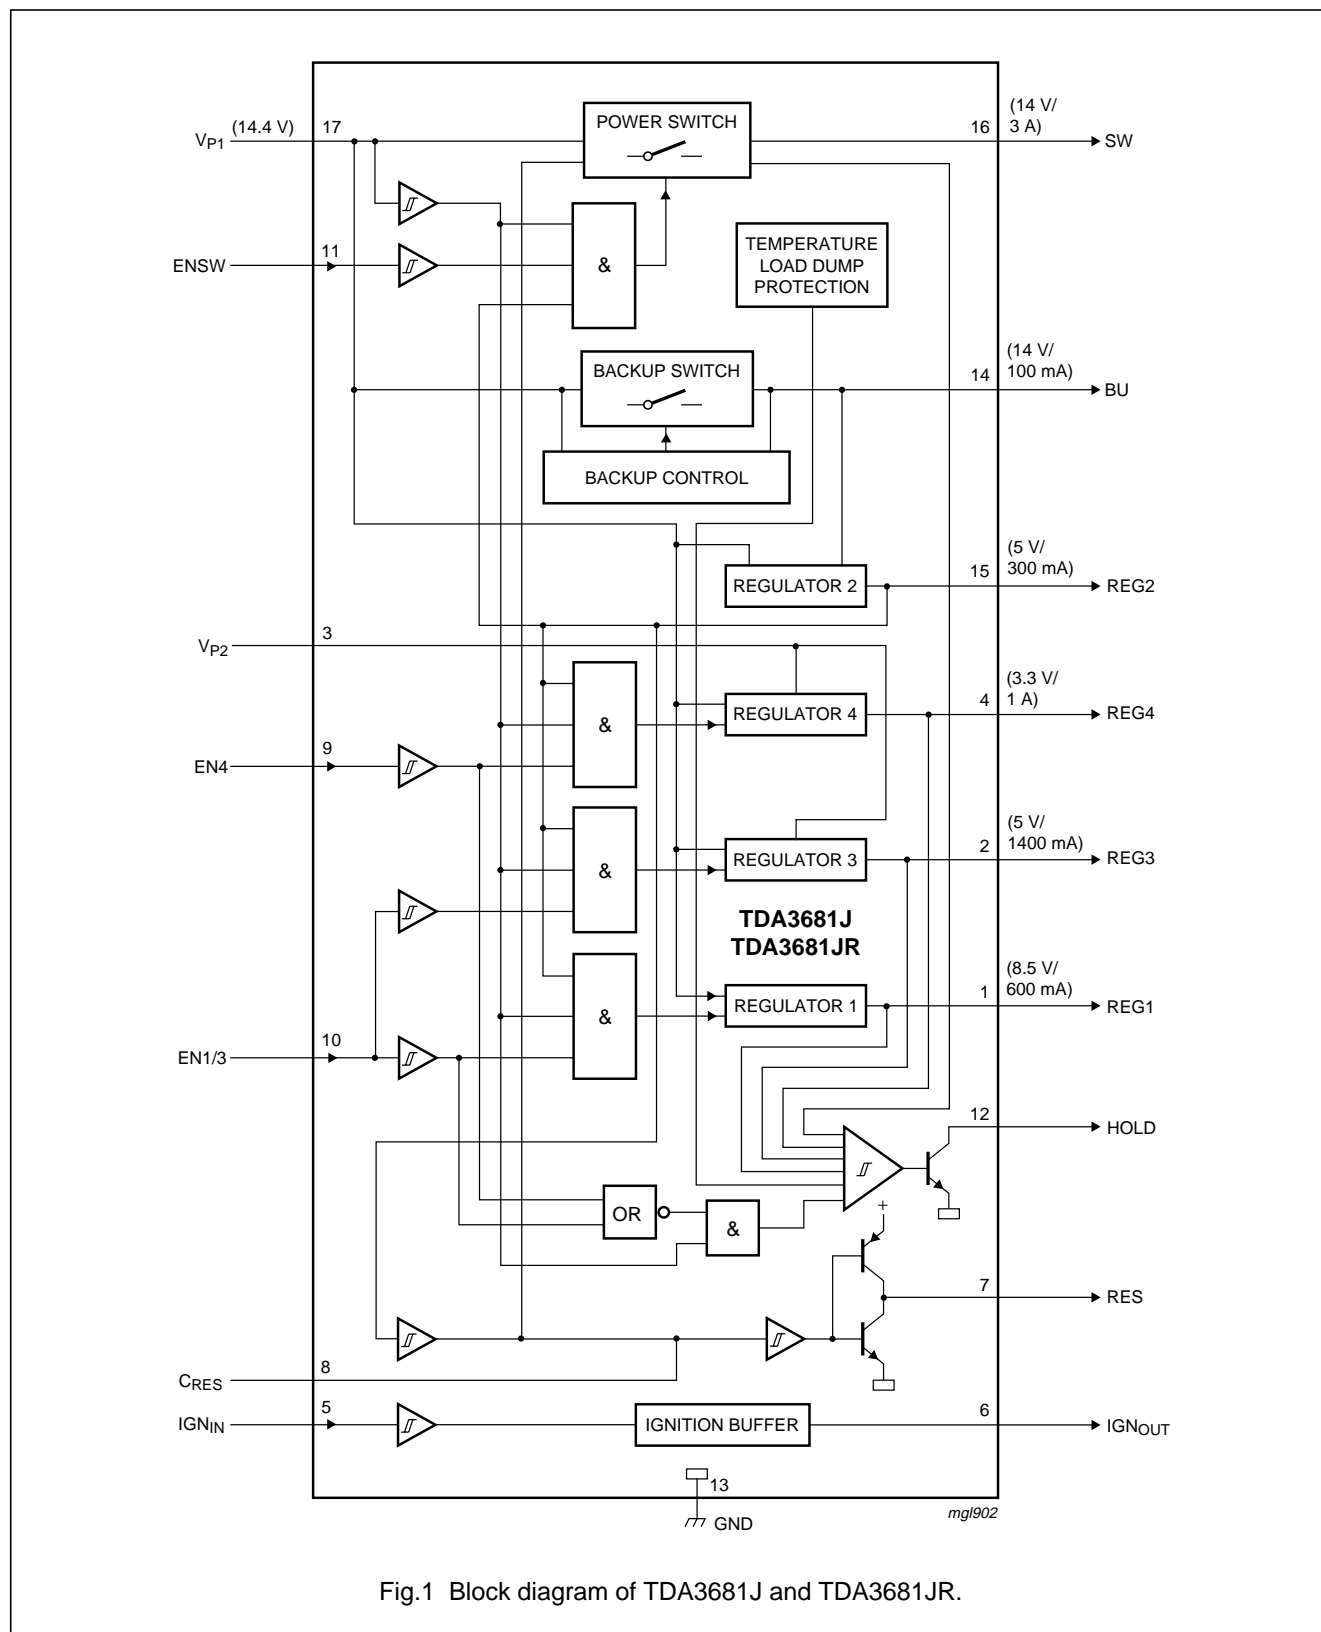 (14 V/
3 A)
VP1 (14.4 V) 17 POWER SWITCH 16 SW
ENSW 11 &
TEMPERATURE
LOAD DUMP
PROTECTION
(14 V/
100 mA)
BACKUP SWITCH 14 BU
BACKUP CONTROL
(5 V/
300 mA)
REGULATOR 2 15 REG2
VP2 3
(3.3 V/
1 A)
& REGULATOR 4 4 REG4
EN4 9
(5 V/
1400 mA)
& REGULATOR 3 2 REG3
TDA3681J
TDA3681JR
(8.5 V/
600 mA)
& REGULATOR 1 1 REG1
EN1/3 10
12 HOLD
OR & +
7 RES
CRES 8
IGNIN 5 IGNITION BUFFER 6 IGNOUT
13
GND
mgl902
Fig.1 Block diagram of TDA3681J and TDA3681JR.